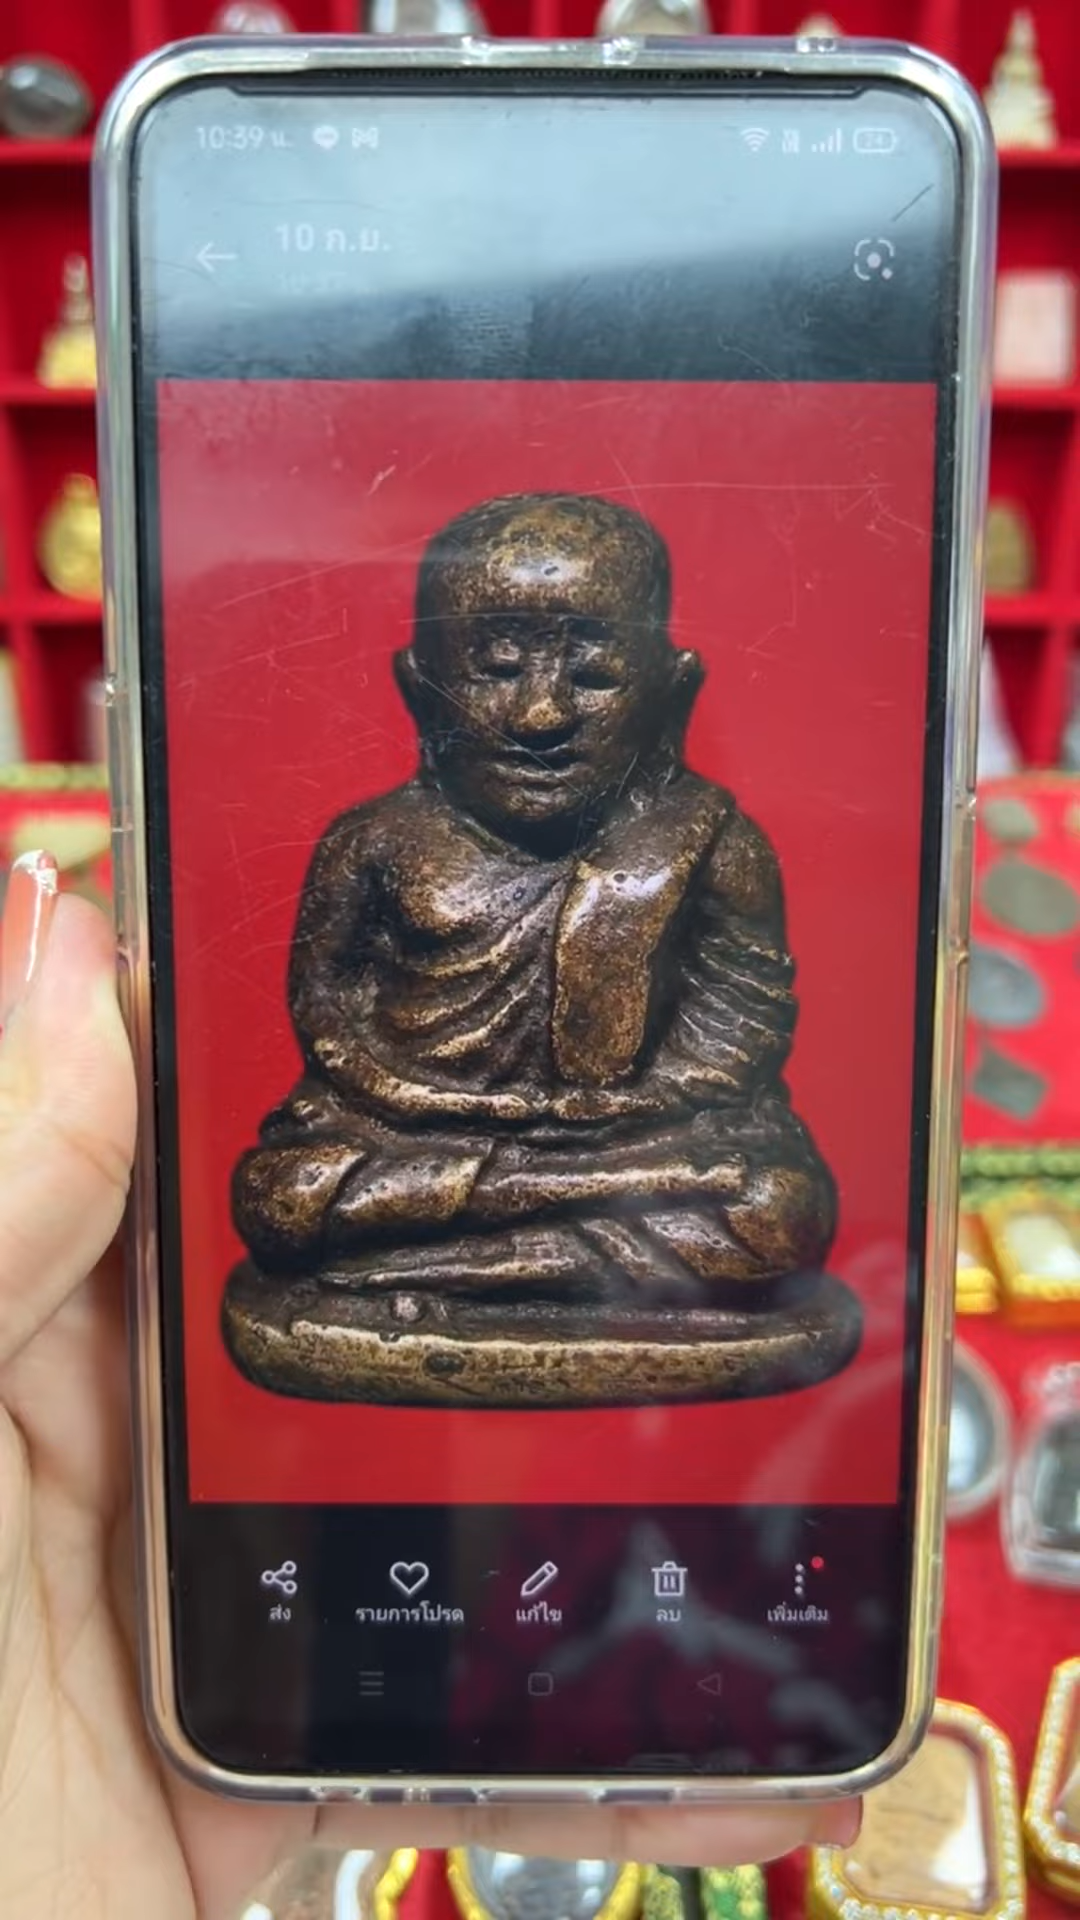 10:39 น.
24
10 ก.ย.
ส่ง
รายการโปรด
แก้ไข
ลบ
เพิ่มเติม